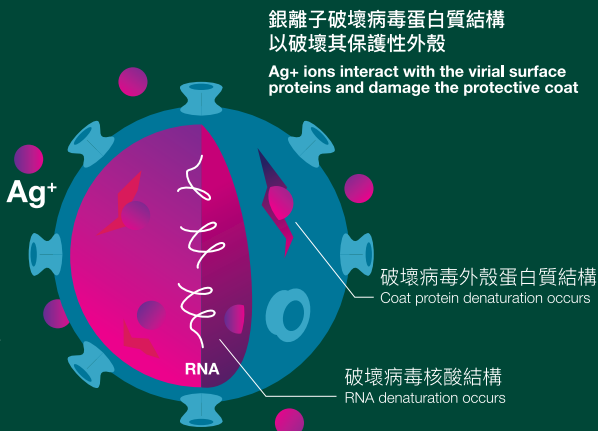 銀離子破壞病毒蛋白質結構
以破壞其保護性外殼
Ag+ ions interact with the virial surface
proteins and damage the protective coat
Ag+
破壞病毒外殼蛋白質結構
Coat protein denaturation occurs
RNA
破壞病毒核酸結構
RNA denaturation occurs